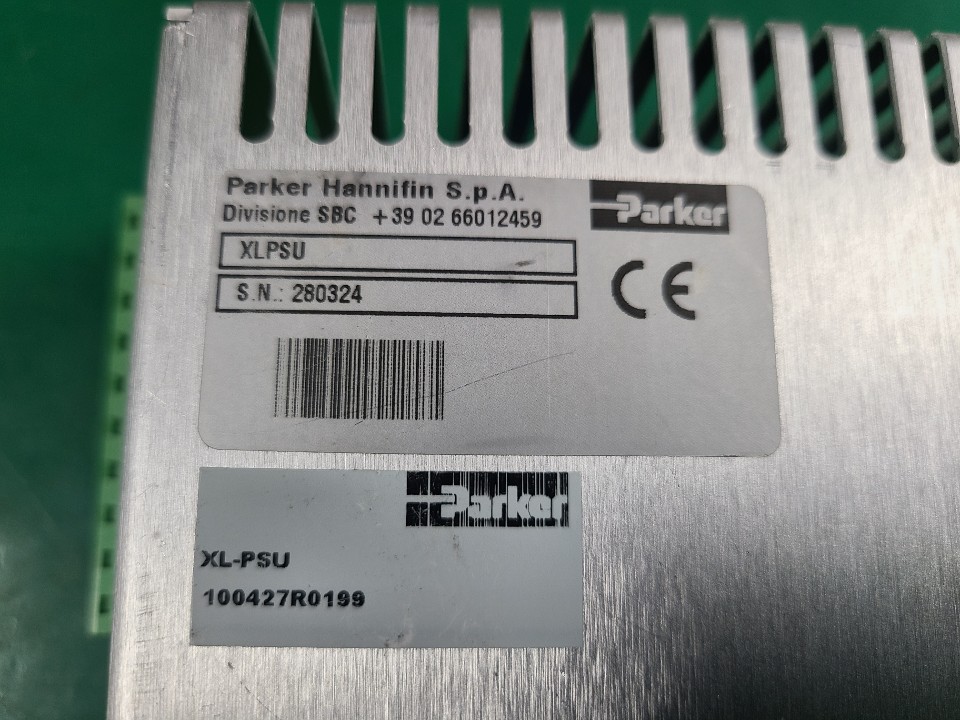 Parker Hannifin S.p.A.
Divisione SBC +39 02 66012459
Parker
XLPSU
S.N.: 280324
CE
Parker
XL-PSU
100427R0199